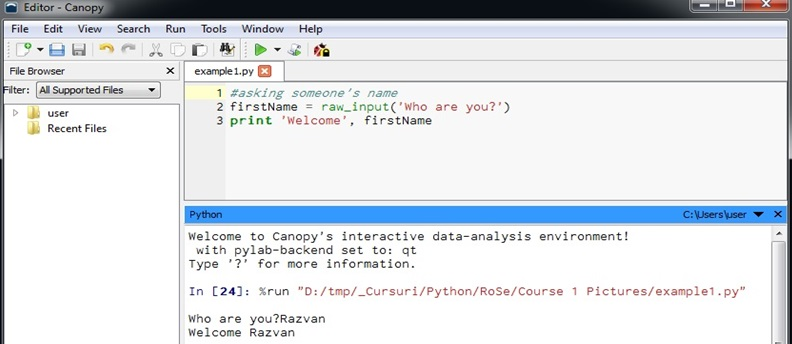 Editor - Canopy
File Edit View Search Run Tools Window Help
File Browser
example1.py
Filter: All Supported Files
user
Recent Files
1 #asking someone's name
2 firstName = raw_input('Who are you?')
3 print 'Welcome', firstName
Python C:\Users\user
Welcome to Canopy's interactive data-analysis environment!
with pylab-backend set to: qt
Type '?' for more information.
In [24]: %run "D:/tmp/_Cursuri/Python/RoSe/Course 1 Pictures/example1.py"
Who are you?Razvan
Welcome Razvan